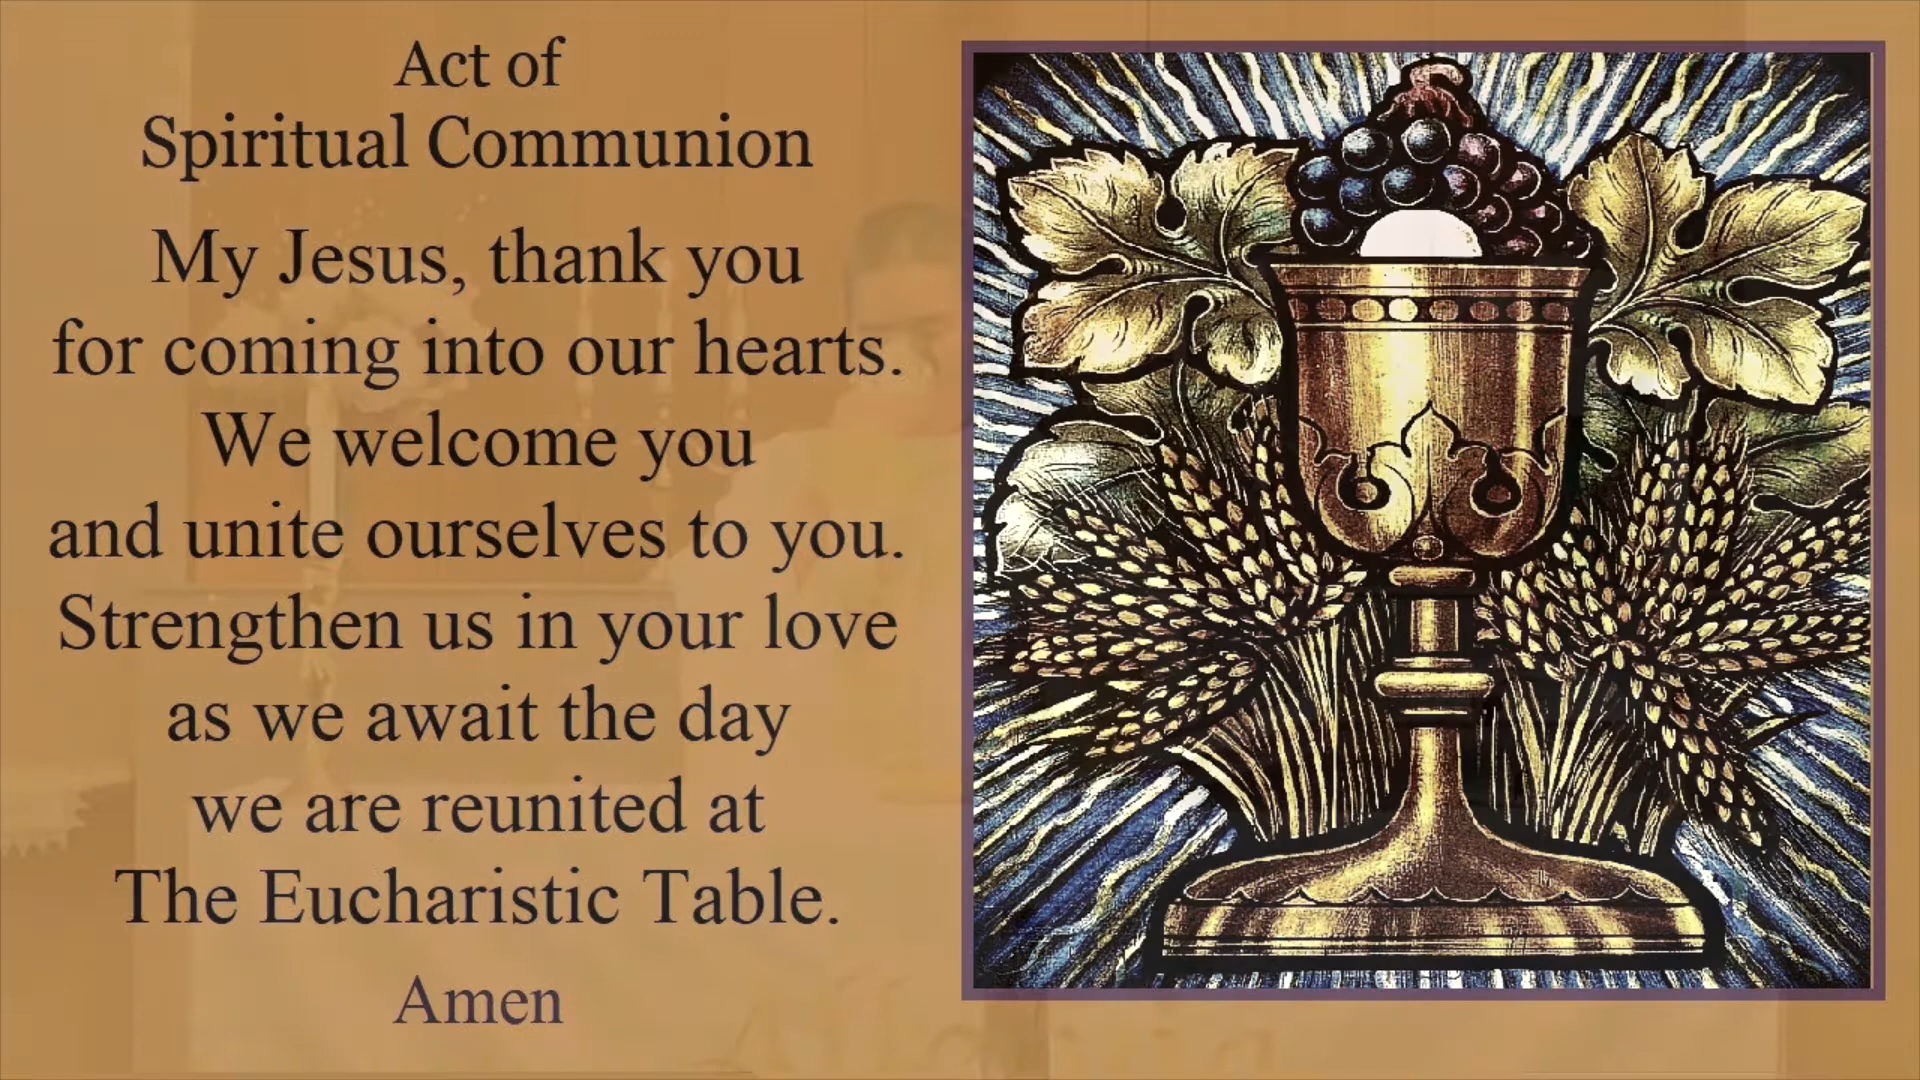 Act of
Spiritual Communion
My Jesus, thank you
for coming into our hearts.
We welcome you
and unite ourselves to you.
Strengthen us in your love
as we await the day
we are reunited at
The Eucharistic Table.
Amen